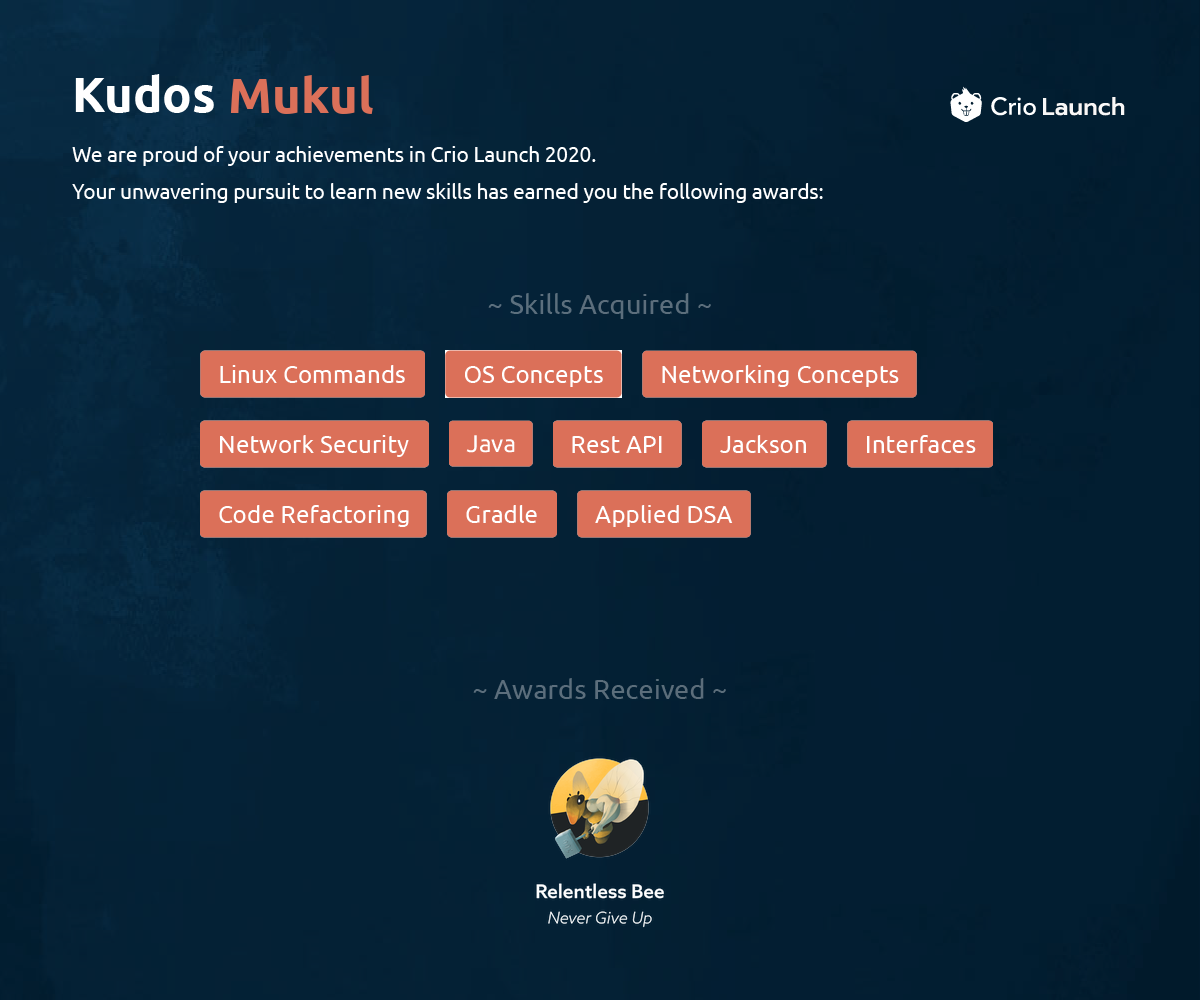 Kudos Mukul
Crio Launch
We are proud of your achievements in Crio Launch 2020.
Your unwavering pursuit to learn new skills has earned you the following awards:
~ Skills Acquired ~
Linux Commands OS Concepts Networking Concepts
Network Security Java Rest API Jackson Interfaces
Code Refactoring Gradle Applied DSA
~ Awards Received ~
Relentless Bee
Never Give Up